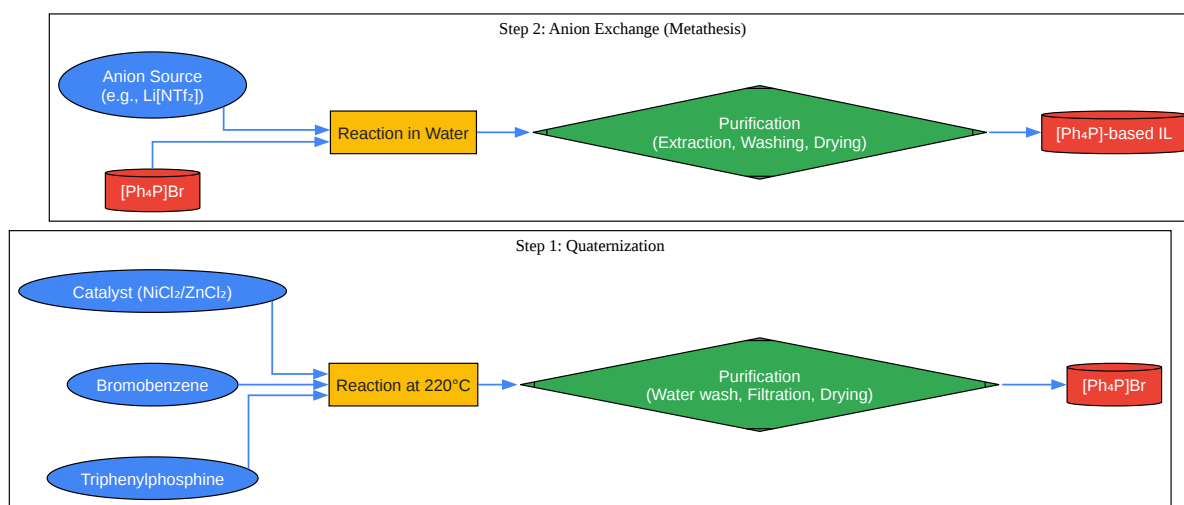 Step 2: Anion Exchange (Metathesis)
Anion Source
(e.g., Li[NTf₂])
Reaction in Water
Purification
(Extraction, Washing, Drying)
[Ph₄P]-based IL
[Ph₄P]Br
Step 1: Quaternization
Catalyst (NiCl₂/ZnCl₂)
Bromobenzene
Triphenylphosphine
Reaction at 220°C
Purification
(Water wash, Filtration, Drying)
[Ph₄P]Br